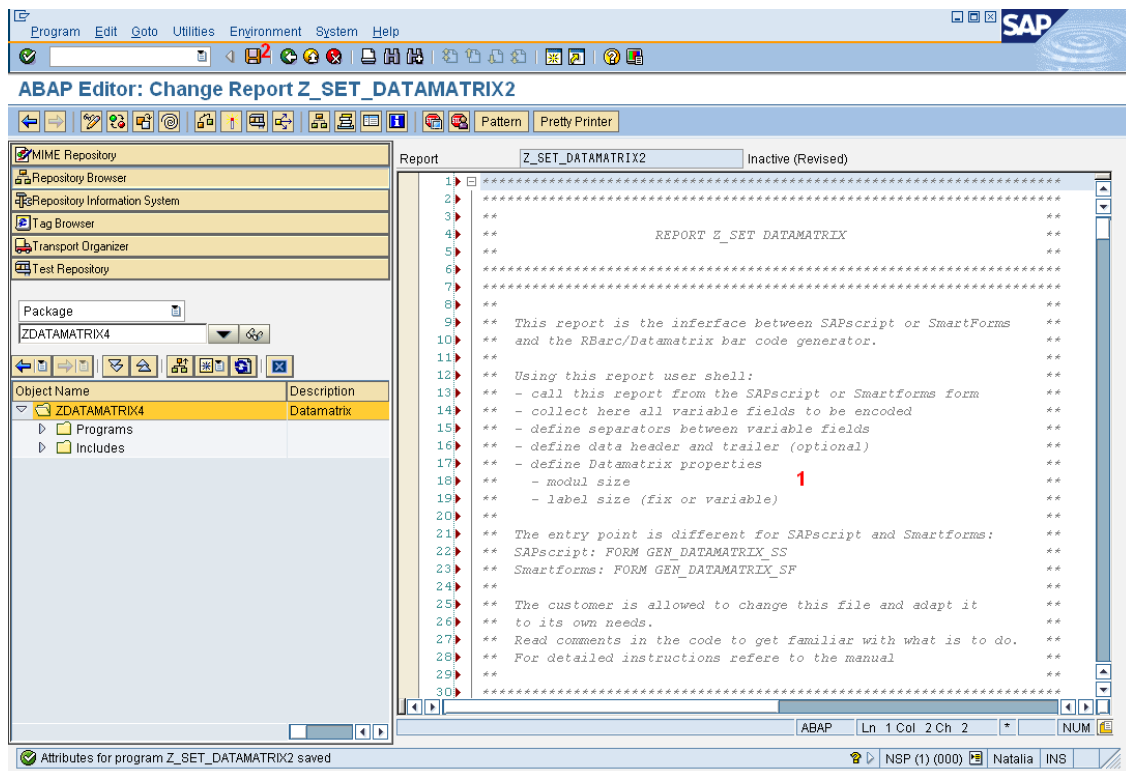 Program Edit Goto Utilities Environment System Help
SAP
2
ABAP Editor: Change Report Z_SET_DATAMATRIX2
Pattern Pretty Printer
MIME Repository
Repository Browser
Repository Information System
Tag Browser
Transport Organizer
Test Repository
Package
ZDATAMATRIX4
Object Name Description
ZDATAMATRIX4 Datamatrix
Programs
Includes
Report Z_SET_DATAMATRIX2 Inactive (Revised)
1 ***********************************************************************
2 ***********************************************************************
3 ** **
4 ** REPORT Z_SET DATAMATRIX **
5 ** **
6 ***********************************************************************
7 ***********************************************************************
8 ** **
9 ** This report is the inferface between SAPscript or SmartForms **
10 ** and the RBarc/Datamatrix bar code generator. **
11 ** **
12 ** Using this report user shell: **
13 ** - call this report from the SAPscript or Smartforms form **
14 ** - collect here all variable fields to be encoded **
15 ** - define separators between variable fields **
16 ** - define data header and trailer (optional) **
17 ** - define Datamatrix properties **
18 ** - modul size **
1
19 ** - label size (fix or variable) **
20 ** **
21 ** The entry point is different for SAPscript and Smartforms: **
22 ** SAPscript: FORM GEN_DATAMATRIX_SS **
23 ** Smartforms: FORM GEN_DATAMATRIX_SF **
24 ** **
25 ** The customer is allowed to change this file and adapt it **
26 ** to its own needs. **
27 ** Read comments in the code to get familiar with what is to do. **
28 ** For detailed instructions refere to the manual **
29 ** **
30 ***********************************************************************
ABAP Ln 1 Col 2 Ch 2 * NUM
Attributes for program Z_SET_DATAMATRIX2 saved
NSP (1) (000) Natalia INS